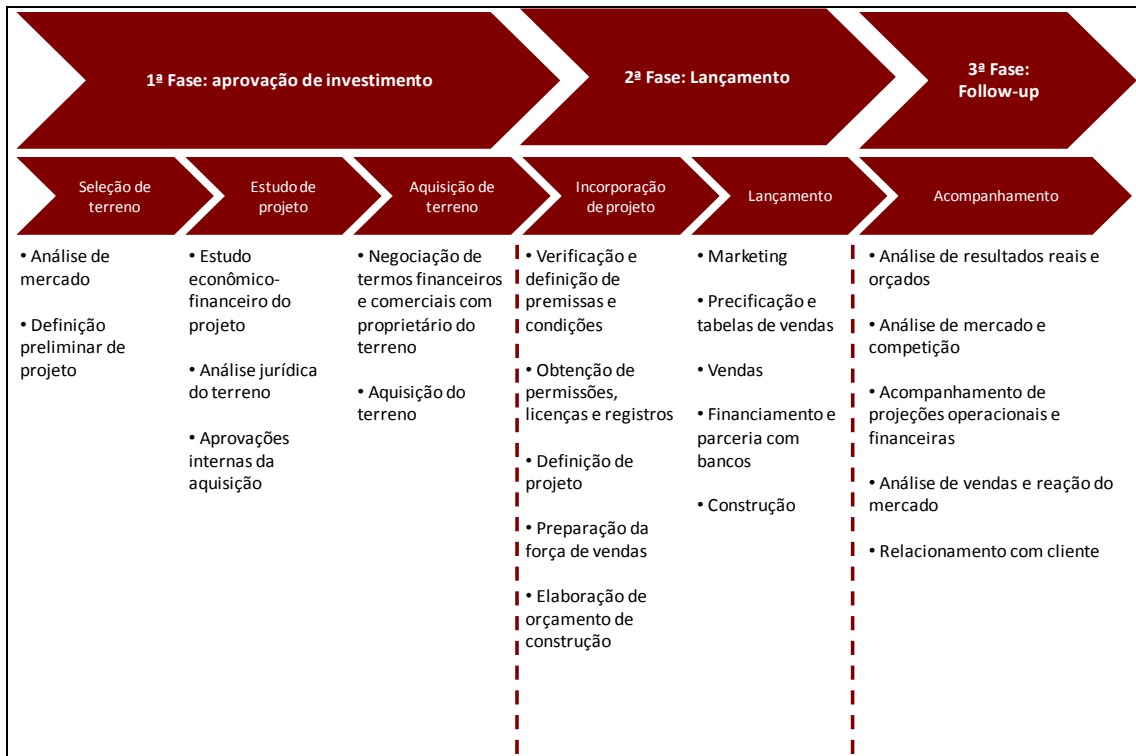 1ª Fase: aprovação de investimento
2ª Fase: Lançamento
3ª Fase:
Follow-up
Seleção de
terreno
Estudo de
projeto
Aquisição de
terreno
Incorporação
de projeto
Lançamento
Acompanhamento
• Análise de
mercado
• Definição
preliminar de
projeto
• Estudo
econômico-
financeiro do
projeto
• Análise jurídica
do terreno
• Aprovações
internas da
aquisição
• Negociação de
termos financeiros
e comerciais com
proprietário do
terreno
• Aquisição do
terreno
• Verificação e
definição de
premissas e
condições
• Obtenção de
permissões,
licenças e registros
• Definição de
projeto
• Preparação da
força de vendas
• Elaboração de
orçamento de
construção
• Marketing
• Precificação e
tabelas de vendas
• Vendas
• Financiamento e
parceria com
bancos
• Construção
• Análise de resultados reais e
orçados
• Análise de mercado e
competição
• Acompanhamento de
projeções operacionais e
financeiras
• Análise de vendas e reação do
mercado
• Relacionamento com cliente